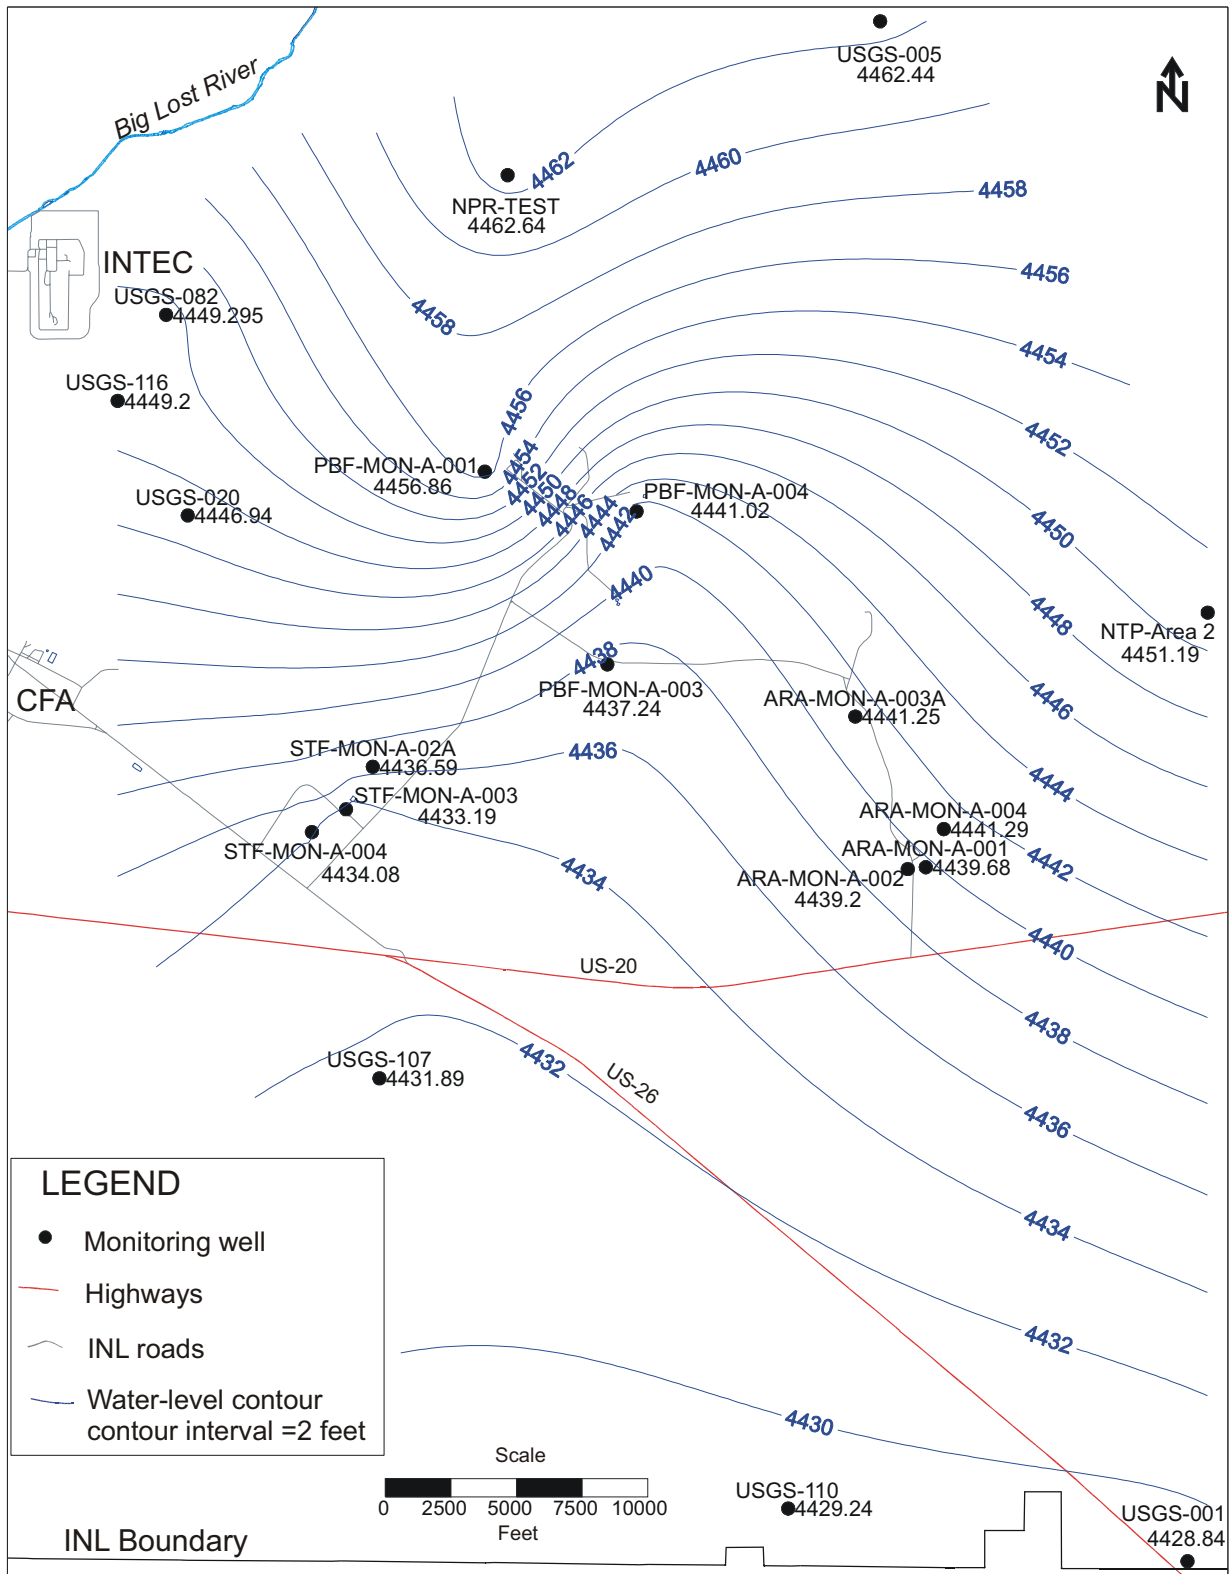 USGS-005
4462.44
N
Big Lost River
4462
4460
NPR-TEST
4462.64
4458
INTEC
4456
USGS-082
4449.295
4458
4454
USGS-116
4449.2
4456
4452
4454
PBF-MON-A-001
4456.86
4452
PBF-MON-A-004
4441.02
4450
USGS-020
4446.94
4448
4446
4444
4442
4450
4440
4448
NTP-Area 2
4451.19
4438
CFA
PBF-MON-A-003
4437.24
ARA-MON-A-003A
4441.25
4446
STF-MON-A-02A
4436.59
4436
4444
STF-MON-A-003
4433.19
ARA-MON-A-004
4441.29
STF-MON-A-004
4434.08
4434
ARA-MON-A-001
4439.68
4442
ARA-MON-A-002
4439.2
4440
US-20
4438
USGS-107
4431.89
4432
US-26
4436
LEGEND
Monitoring well
Highways
INL roads
Water-level contour
contour interval =2 feet
4434
4432
4430
Scale
0 2500 5000 7500 10000
Feet
USGS-110
4429.24
USGS-001
4428.84
INL Boundary